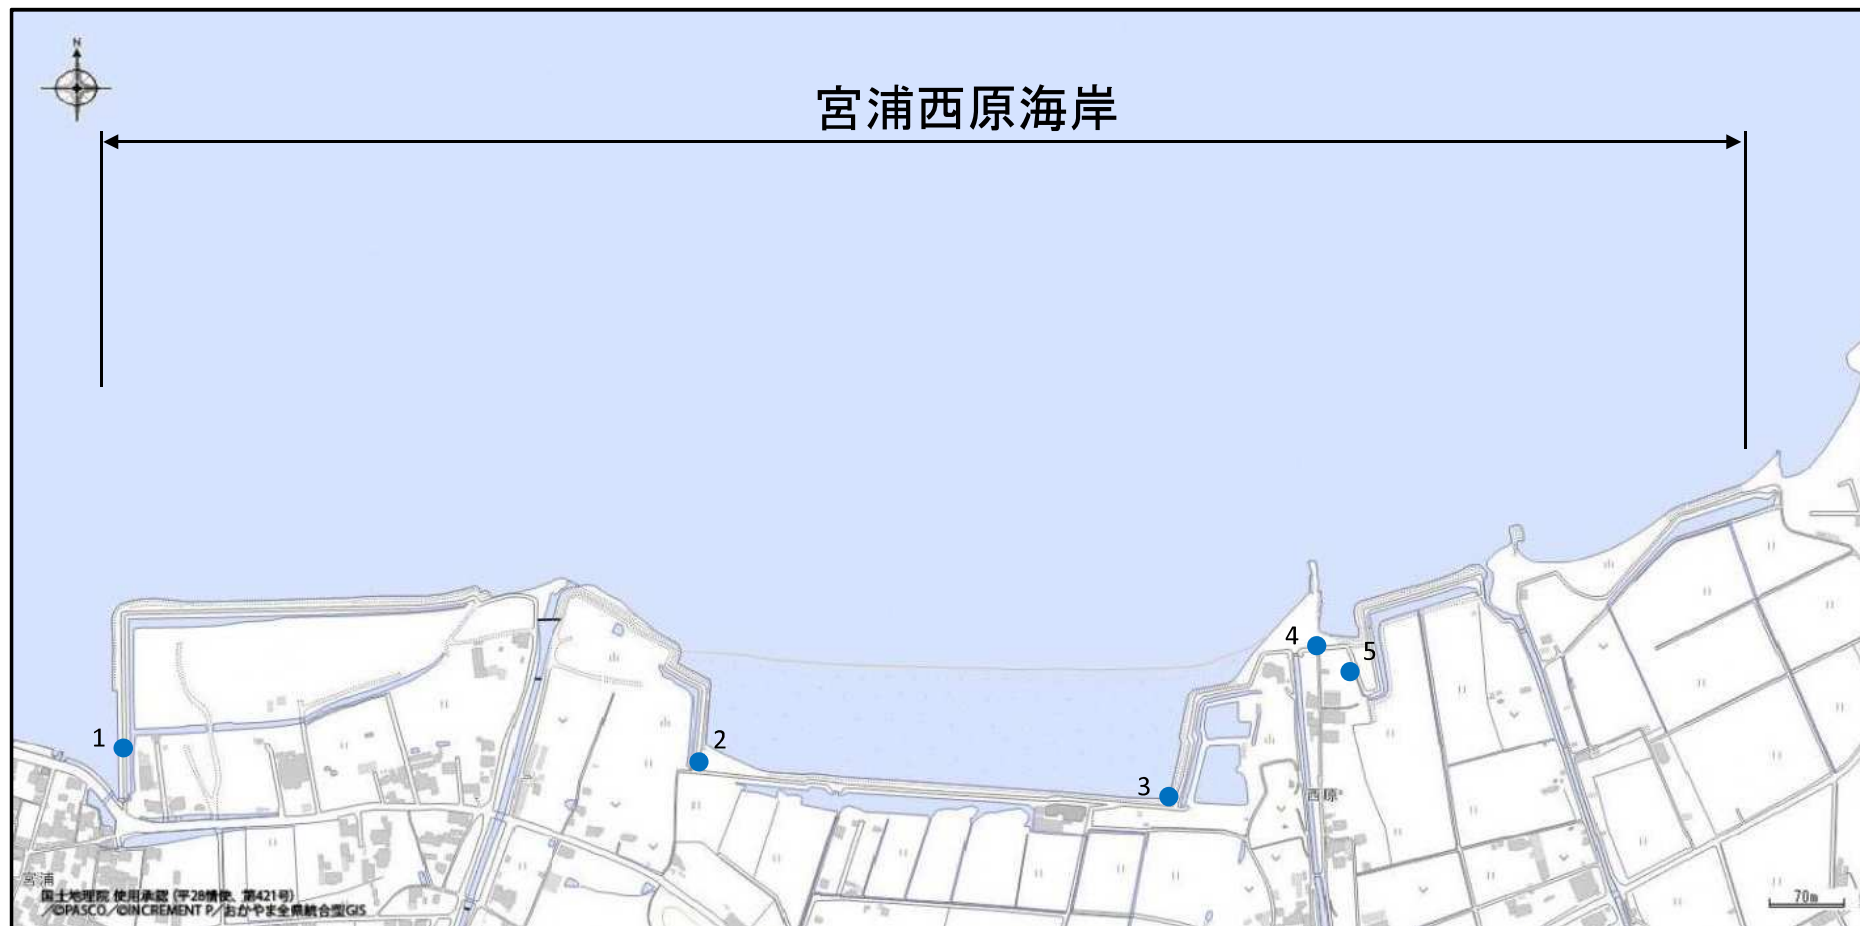 N
宮浦西原海岸
4
5
1
2
3
西原
宮浦
国土地理院 使用承認 (平28情使、第421号)
／©PASCO／©INCREMENT P／おかやま全県統合型GIS
70m